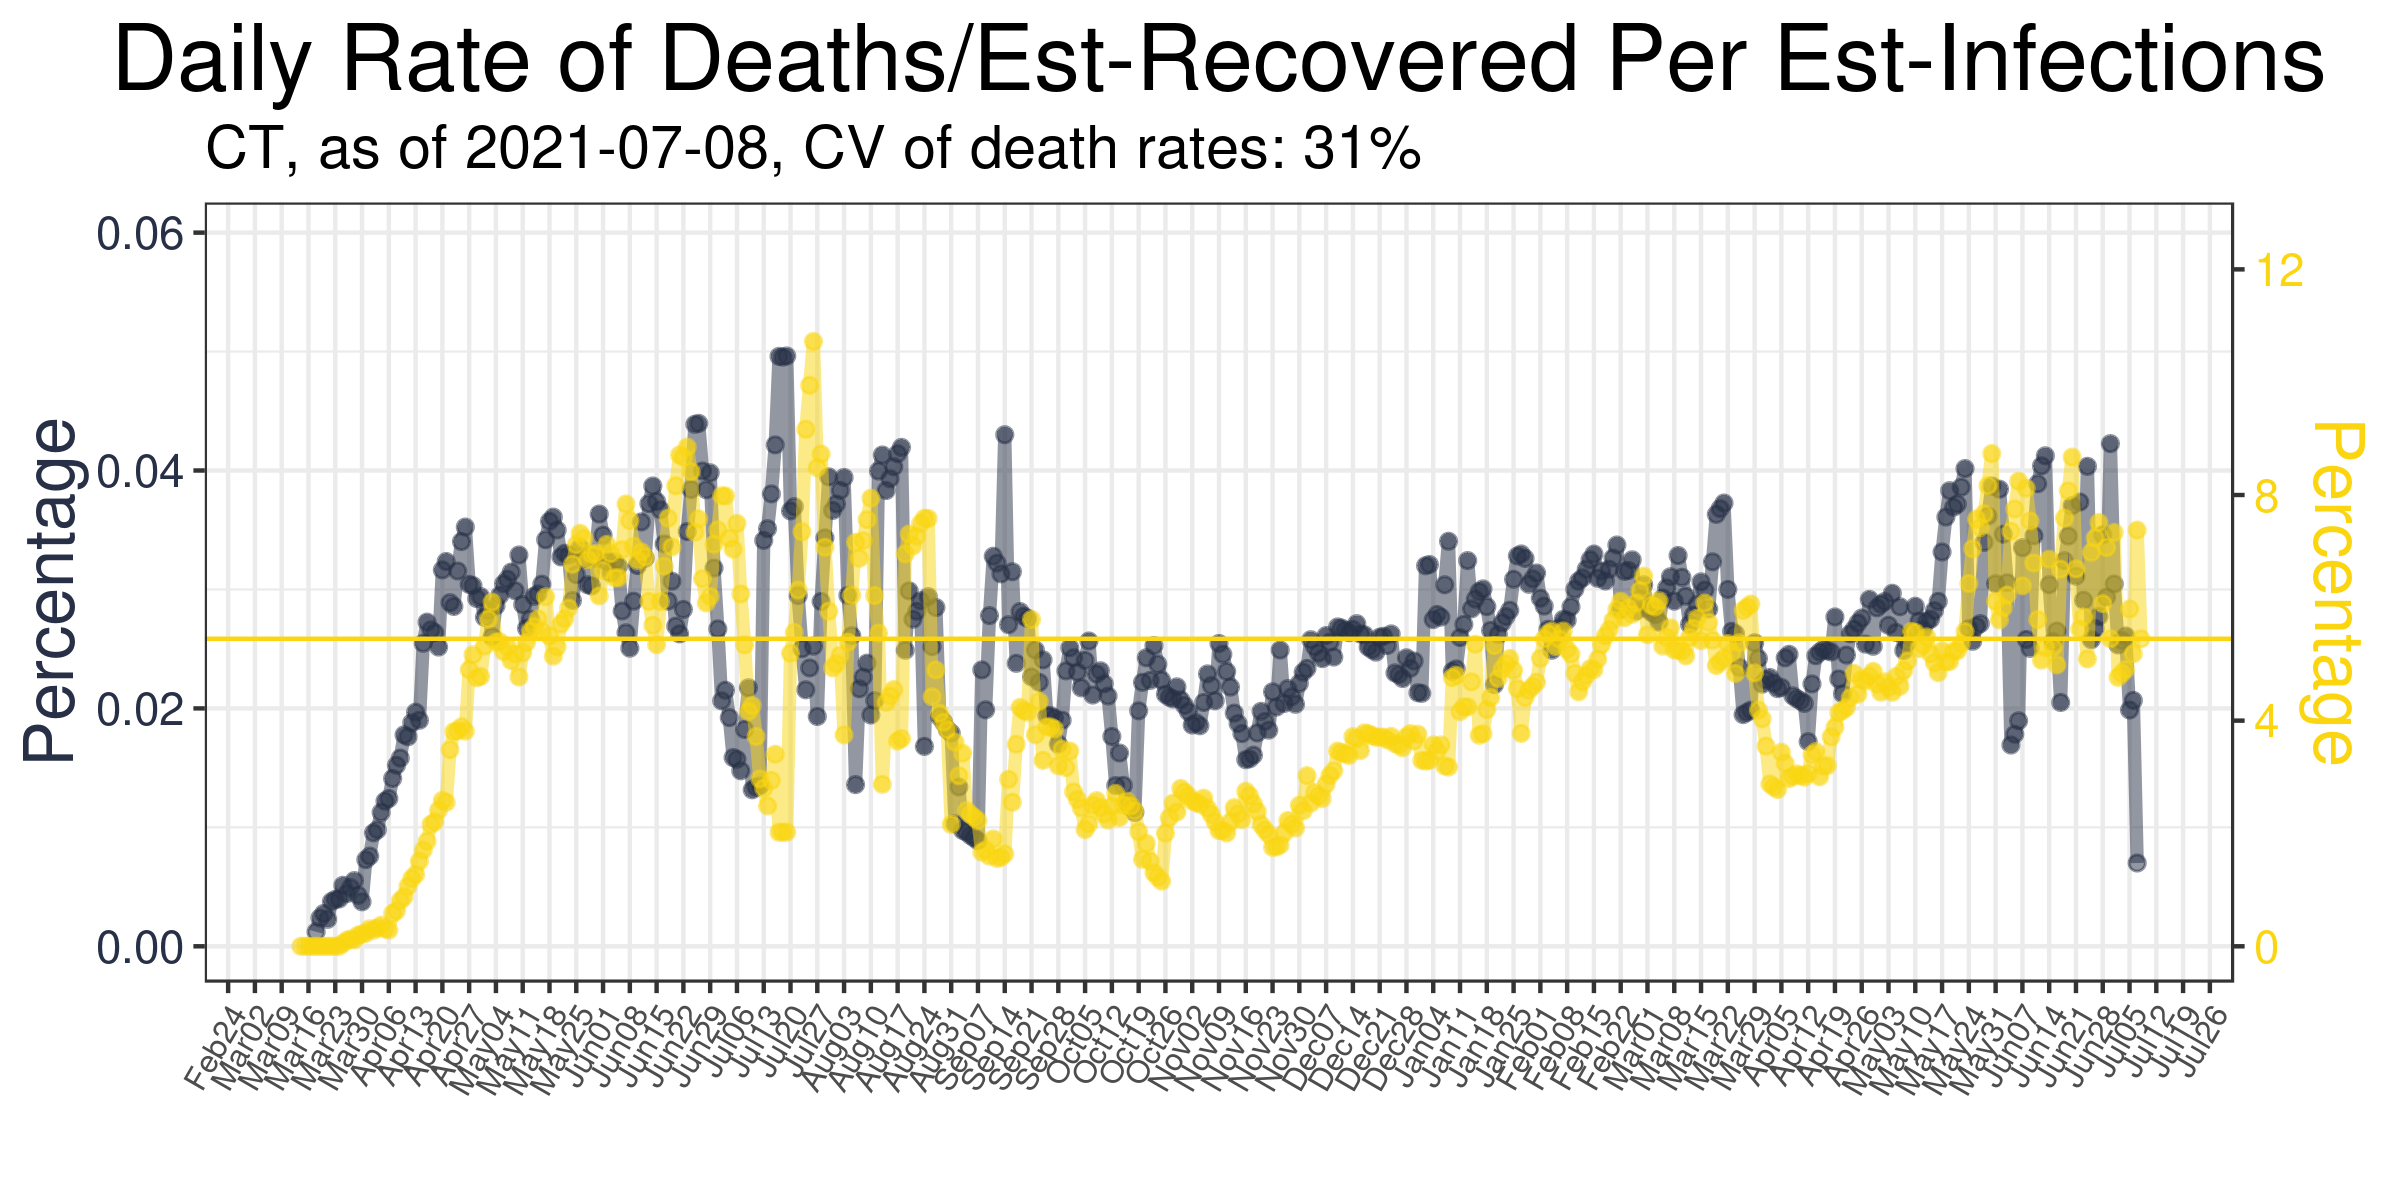 Daily Rate of Deaths/Est-Recovered Per Est-Infections
CT, as of 2021-07-08, CV of death rates: 31%
Percentage
0.06
0.04
0.02
0.00
12
8
4
0
Percentage
Feb24
Mar02
Mar09
Mar16
Mar23
Mar30
Apr06
Apr13
Apr20
Apr27
May04
May11
May18
May25
Jun01
Jun08
Jun15
Jun22
Jun29
Jul06
Jul13
Jul20
Jul27
Aug03
Aug10
Aug17
Aug24
Aug31
Sep07
Sep14
Sep21
Sep28
Oct05
Oct12
Oct19
Oct26
Nov02
Nov09
Nov16
Nov23
Nov30
Dec07
Dec14
Dec21
Dec28
Jan04
Jan11
Jan18
Jan25
Feb01
Feb08
Feb15
Feb22
Mar01
Mar08
Mar15
Mar22
Mar29
Apr05
Apr12
Apr19
Apr26
May03
May10
May17
May24
May31
Jun07
Jun14
Jun21
Jun28
Jul05
Jul12
Jul19
Jul26